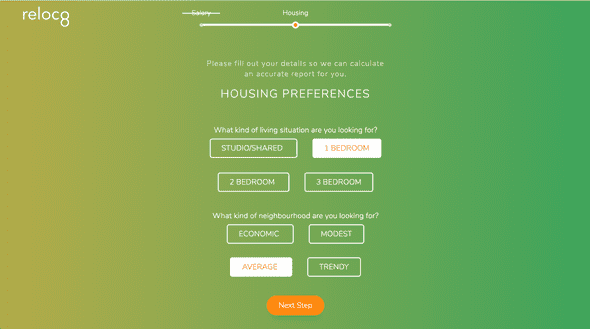 relocg
Salary
Housing
Please fill out your details so we can calculate
an accurate report for you.
HOUSING PREFERENCES
What kind of living situation are you looking for?
STUDIO/SHARED
1 BEDROOM
2 BEDROOM
3 BEDROOM
What kind of neighbourhood are you looking for?
ECONOMIC
MODEST
AVERAGE
TRENDY
Next Step